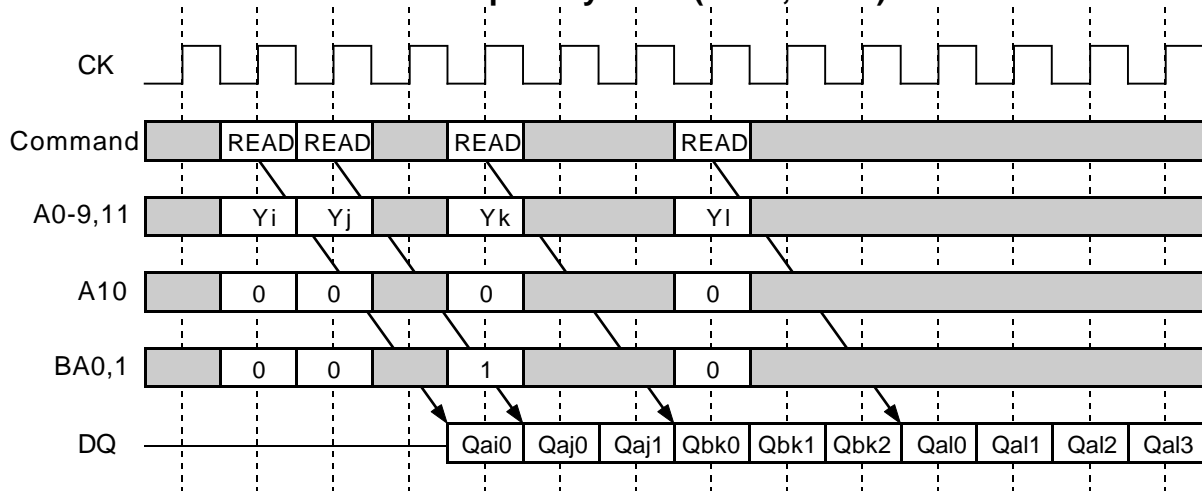 CK
Command READ READ READ READ
A0-9,11 Yi Yj Yk Yl
A10 0 0 0 0
BA0,1 0 0 1 0
DQ Qai0 Qaj0 Qaj1 Qbk0 Qbk1 Qbk2 Qal0 Qal1 Qal2 Qal3